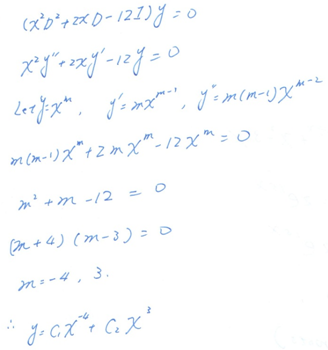 (x²D²+2xD-12I)y=0
x²y''+2xy'-12y=0
Let y=x^m, y'=mx^(m-1), y''=m(m-1)x^(m-2)
m(m-1)x^m+2mx^m-12x^m=0
m²+m-12=0
(m+4)(m-3)=0
m=-4, 3.
∴ y=C₁x^(-4)+C₂x³